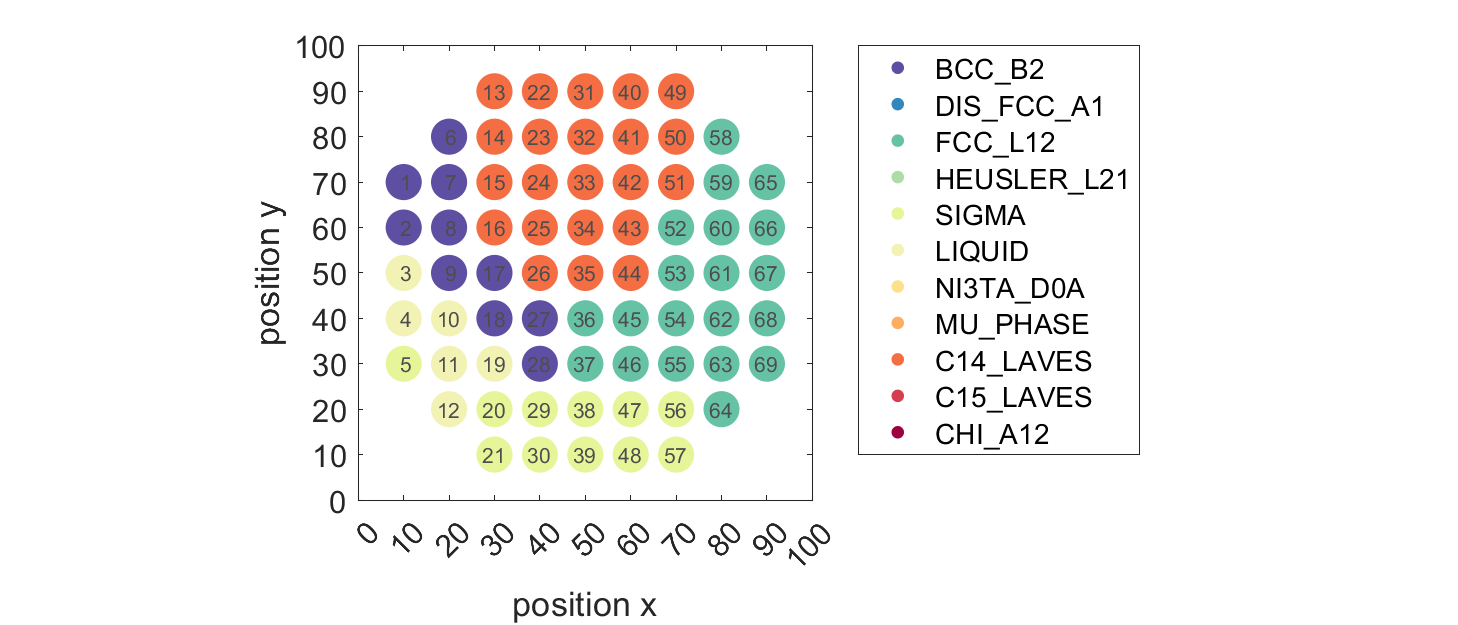 100
90
80
70
60
50
40
30
20
10
0
position y
13 22 31 40 49
6 14 23 32 41 50 58
1 7 15 24 33 42 51 59 65
2 8 16 25 34 43 52 60 66
3 9 17 26 35 44 53 61 67
4 10 18 27 36 45 54 62 68
5 11 19 28 37 46 55 63 69
12 20 29 38 47 56 64
21 30 39 48 57
0 10 20 30 40 50 60 70 80 90 100
position x
BCC_B2
DIS_FCC_A1
FCC_L12
HEUSLER_L21
SIGMA
LIQUID
NI3TA_D0A
MU_PHASE
C14_LAVES
C15_LAVES
CHI_A12